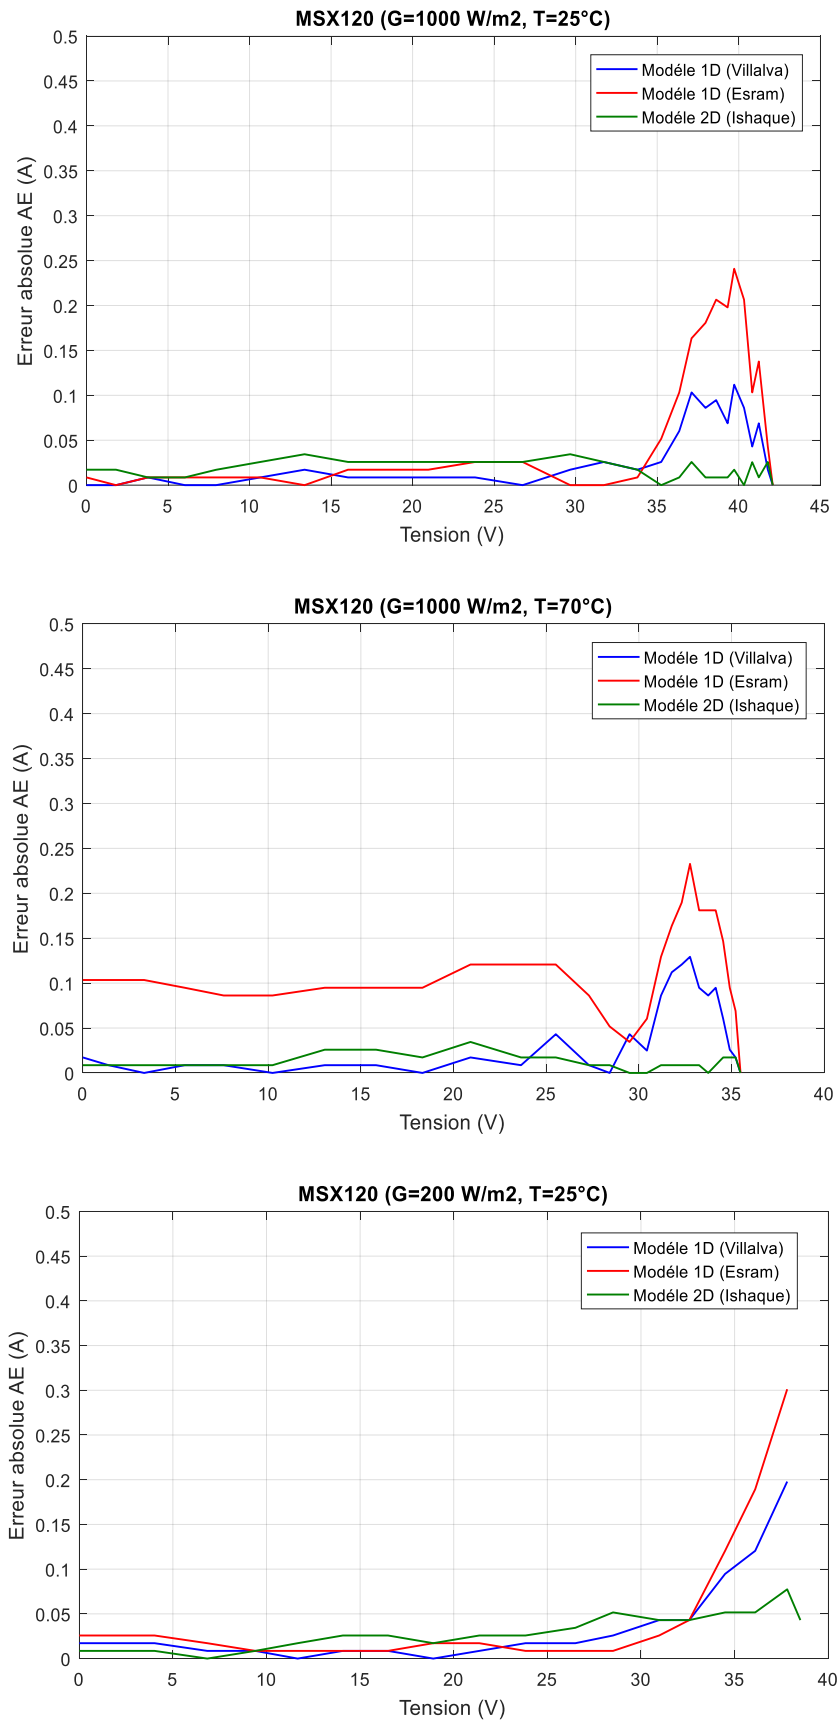 MSX120 (G=1000 W/m2, T=25°C)
0.5
0.45
0.4
0.35
0.3
0.25
0.2
0.15
0.1
0.05
0
Erreur absolue AE (A)
Modéle 1D (Villalva)
Modéle 1D (Esram)
Modéle 2D (Ishaque)
0 5 10 15 20 25 30 35 40 45
Tension (V)
MSX120 (G=1000 W/m2, T=70°C)
0.5
0.45
0.4
0.35
0.3
0.25
0.2
0.15
0.1
0.05
0
Erreur absolue AE (A)
Modéle 1D (Villalva)
Modéle 1D (Esram)
Modéle 2D (Ishaque)
0 5 10 15 20 25 30 35 40
Tension (V)
MSX120 (G=200 W/m2, T=25°C)
0.5
0.45
0.4
0.35
0.3
0.25
0.2
0.15
0.1
0.05
0
Erreur absolue AE (A)
Modéle 1D (Villalva)
Modéle 1D (Esram)
Modéle 2D (Ishaque)
0 5 10 15 20 25 30 35 40
Tension (V)